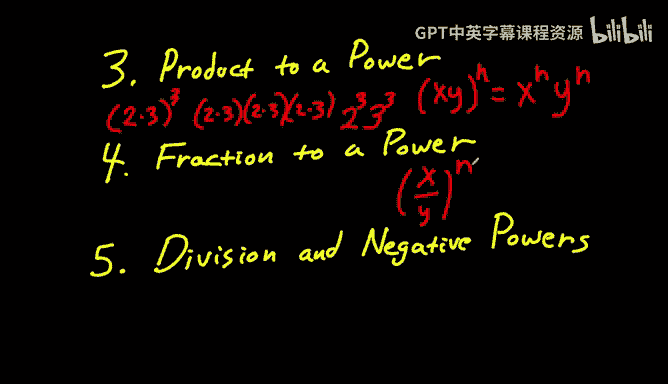 GPT中英字幕课程资源 bilibili
3. Product to a Power
(2·3)³ (2·3)(2·3)(2·3) 2³3³ (xy)ⁿ = xⁿyⁿ
4. Fraction to a Power
(x/y)ⁿ
5. Division and Negative Powers